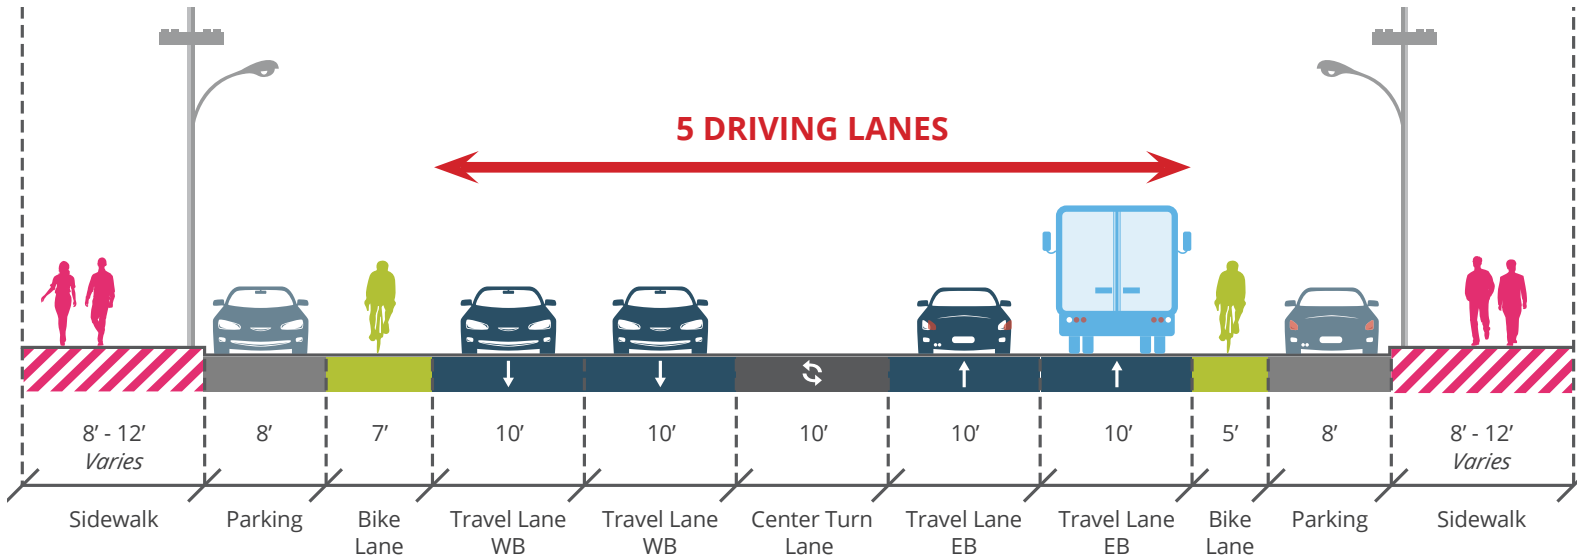 5 DRIVING LANES
8’ - 12’
Varies
8’
7’
10’
10’
10’
10’
10’
5’
8’
8’ - 12’
Varies
Sidewalk
Parking
Bike
Lane
Travel Lane
WB
Travel Lane
WB
Center Turn
Lane
Travel Lane
EB
Travel Lane
EB
Bike
Lane
Parking
Sidewalk